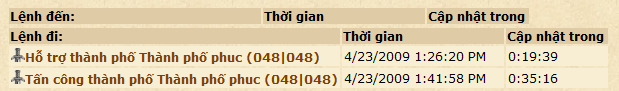 Lệnh đến: Thời gian Cập nhật trong
Lệnh đi: Thời gian Cập nhật trong
Hỗ trợ thành phố Thành phố phuc (048|048) 4/23/2009 1:26:20 PM 0:19:39
Tấn công thành phố Thành phố phuc (048|048) 4/23/2009 1:41:58 PM 0:35:16